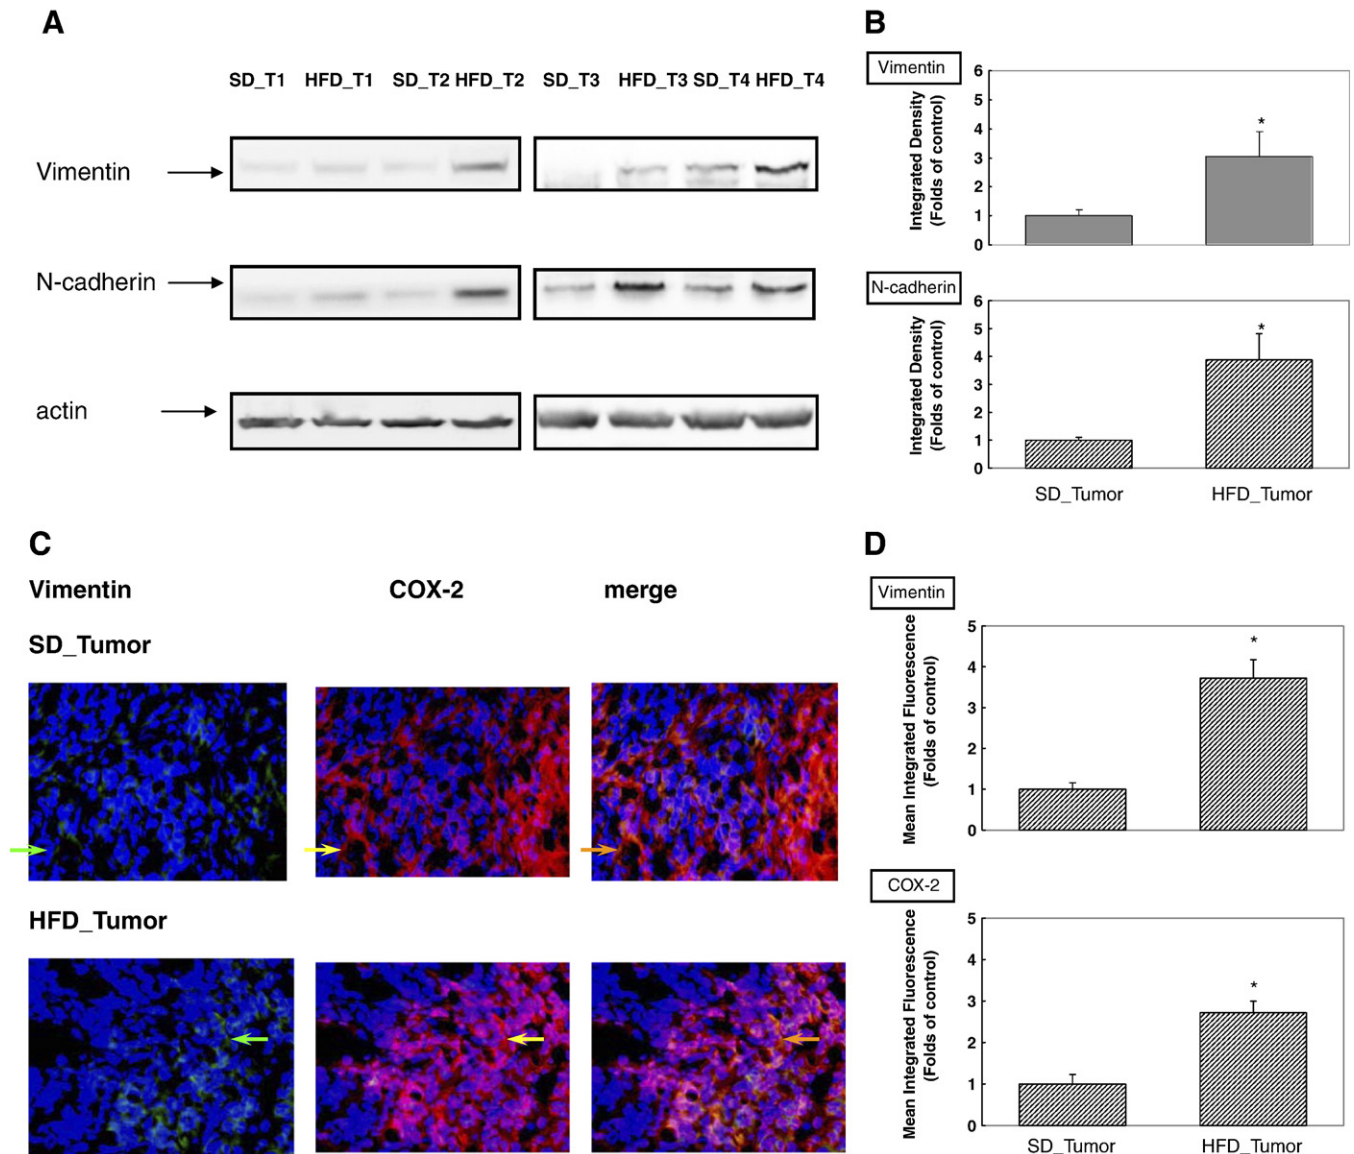 A
SD_T1 HFD_T1 SD_T2 HFD_T2 SD_T3 HFD_T3 SD_T4 HFD_T4
Vimentin
N-cadherin
actin
B
Vimentin
Integrated Density
(Folds of control)
6
5
4
3
2
1
0
*
N-cadherin
Integrated Density
(Folds of control)
6
5
4
3
2
1
0
*
SD_Tumor HFD_Tumor
C
Vimentin COX-2 merge
SD_Tumor
HFD_Tumor
D
Vimentin
Mean Integrated Fluorescence
(Folds of control)
5
4
3
2
1
0
*
COX-2
Mean Integrated Fluorescence
(Folds of control)
5
4
3
2
1
0
*
SD_Tumor HFD_Tumor